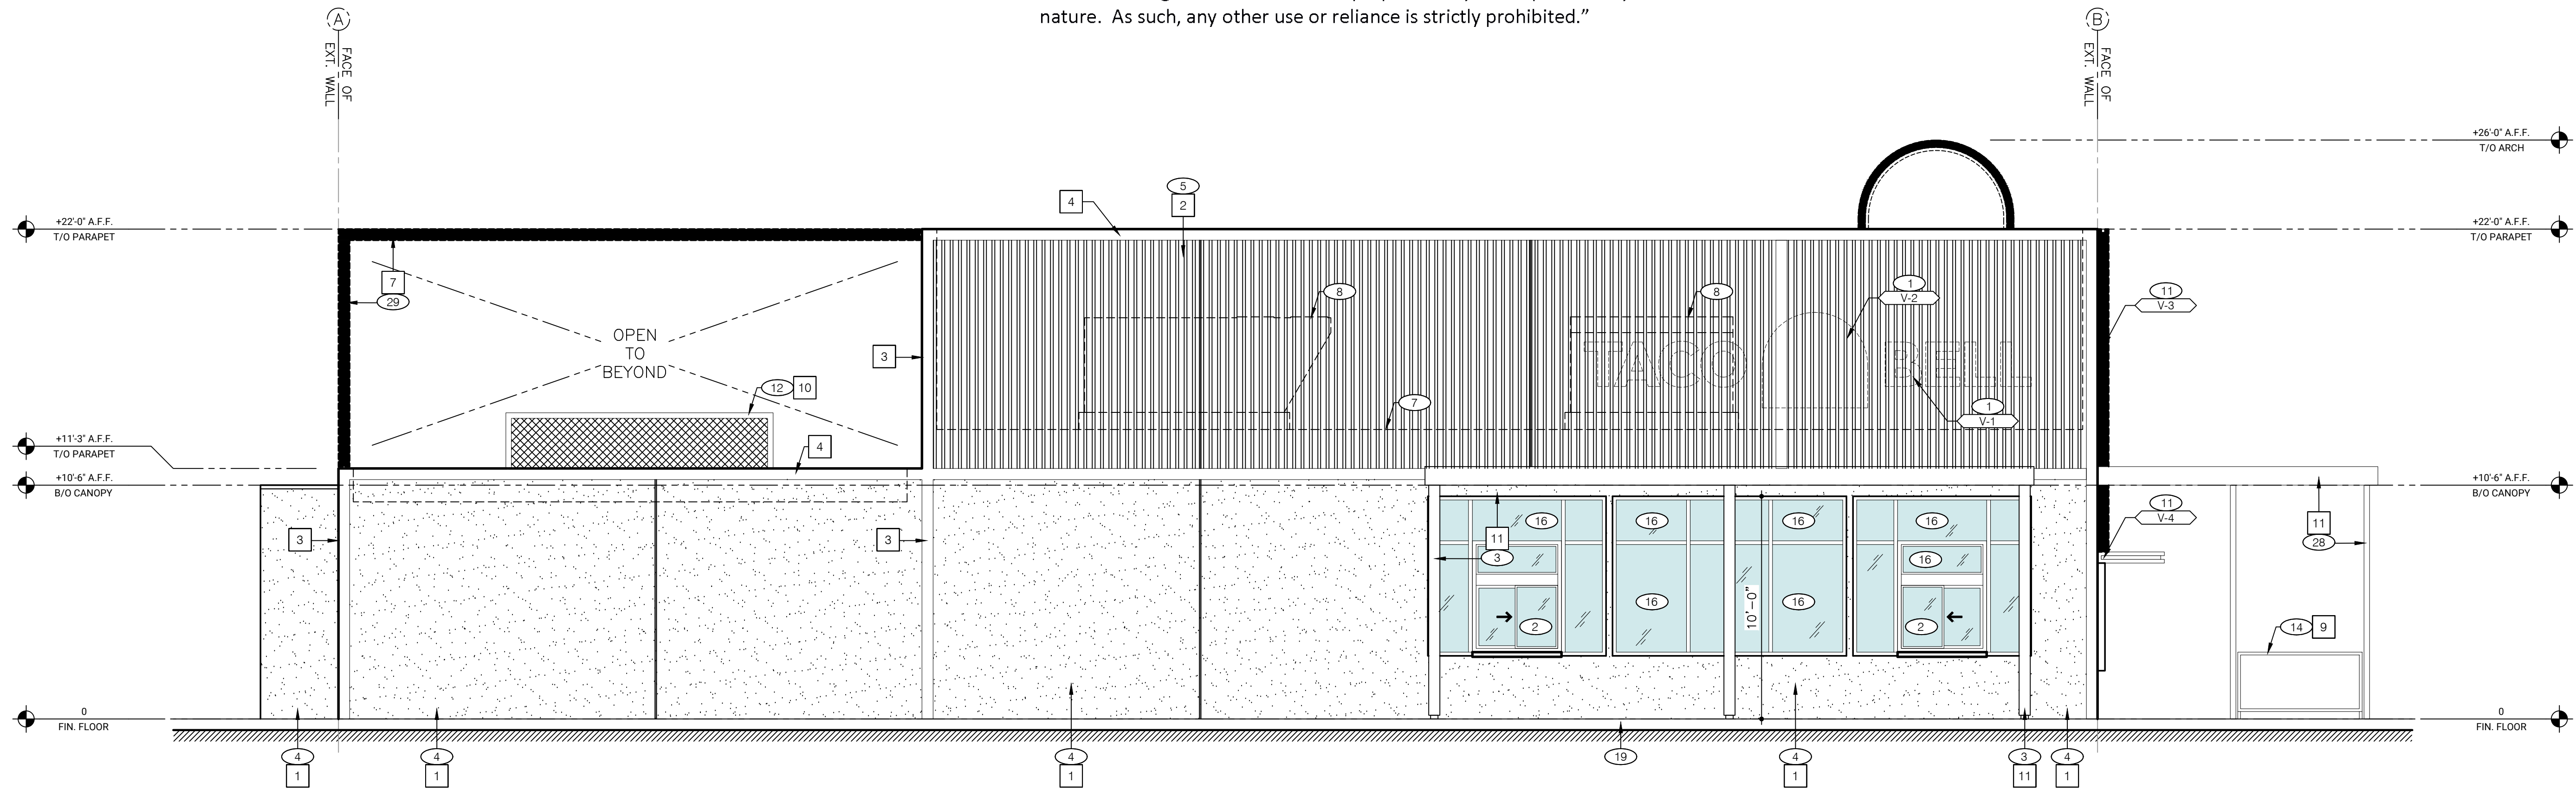 nature.  As such, any other use or reliance is strictly prohibited.”
A
FACE OF
EXT. WALL
B
FACE OF
EXT. WALL
+26'-0" A.F.F.
T/O ARCH
5
4
2
+22'-0" A.F.F.
T/O PARAPET
+22'-0" A.F.F.
T/O PARAPET
7
29
8
8
1
V-2
11
V-3
OPEN
TO
BEYOND
3
TACO BELL
12
10
7
1
V-1
4
+11'-3" A.F.F.
T/O PARAPET
+10'-6" A.F.F.
B/O CANOPY
+10'-6" A.F.F.
B/O CANOPY
11
V-4
3
3
16
16
16
16
11
3
16
11
28
16
16
10'-0"
2
2
14
9
0
FIN. FLOOR
0
FIN. FLOOR
4
1
4
1
4
1
19
4
1
3
11
4
1